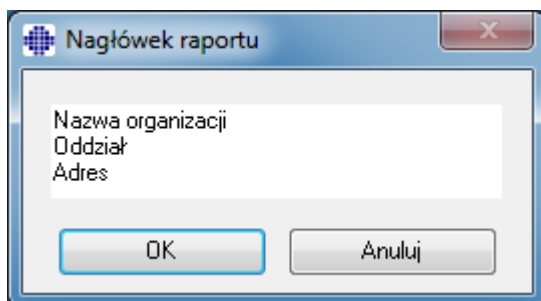 Nagłówek raportu
Nazwa organizacji
Oddział
Adres
OK
Anuluj